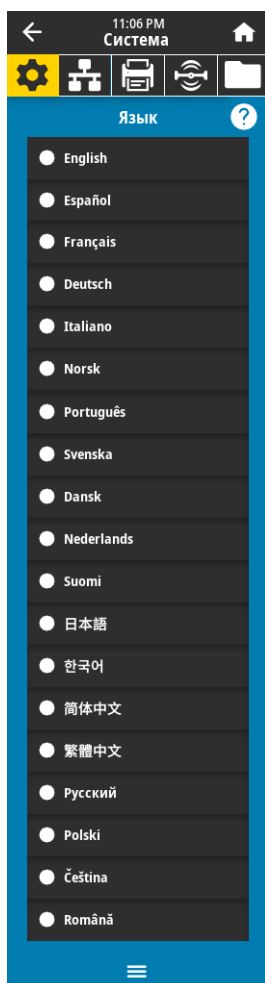 11:06 PM
Система
Язык
?
English
Español
Français
Deutsch
Italiano
Norsk
Português
Svenska
Dansk
Nederlands
Suomi
日本語
한국어
简体中文
繁體中文
Русский
Polski
Čeština
Română